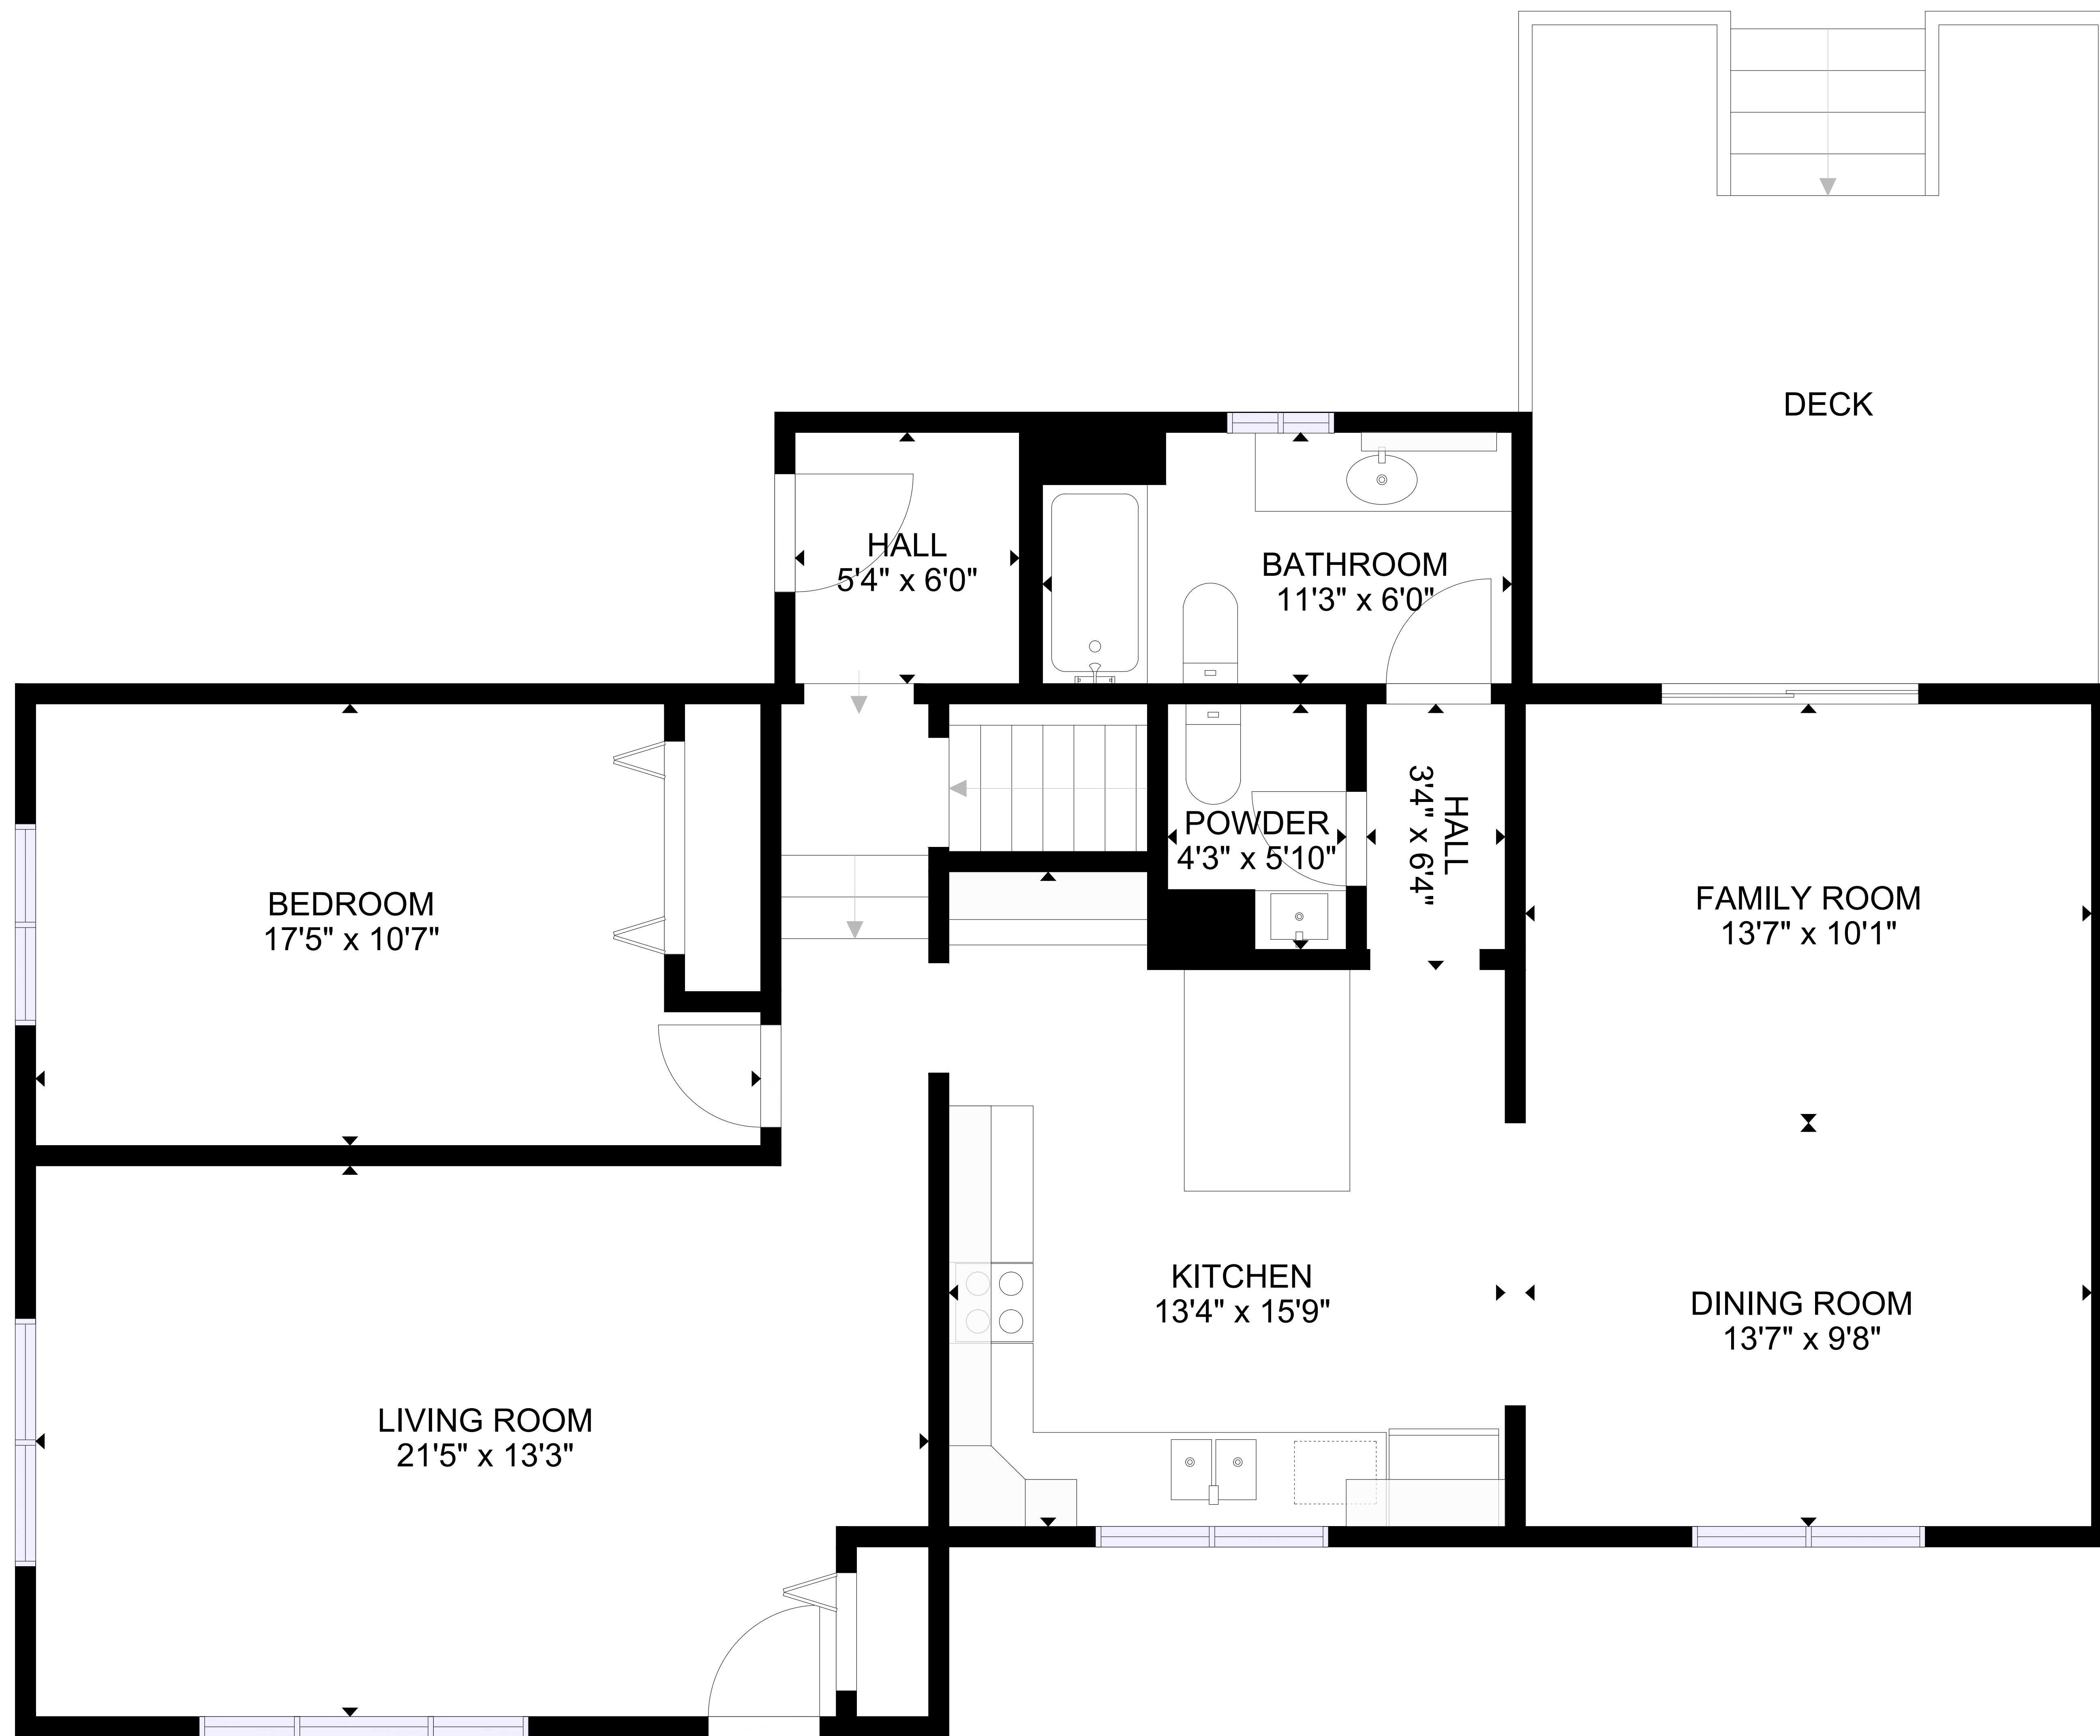 DECK
HALL
5'4" x 6'0"
BATHROOM
11'3" x 6'0"
POWDER
4'3" x 5'10"
HALL
3'4" x 6'4"
BEDROOM
17'5" x 10'7"
FAMILY ROOM
13'7" x 10'1"
KITCHEN
13'4" x 15'9"
DINING ROOM
13'7" x 9'8"
LIVING ROOM
21'5" x 13'3"